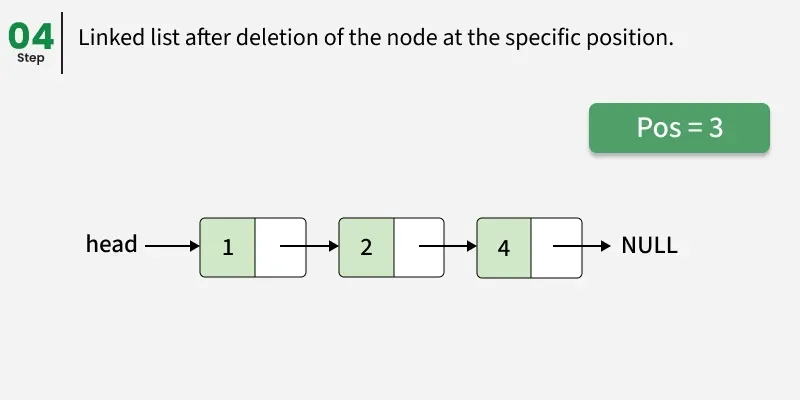 04
Step
Linked list after deletion of the node at the specific position.
Pos = 3
head
1
2
4
NULL